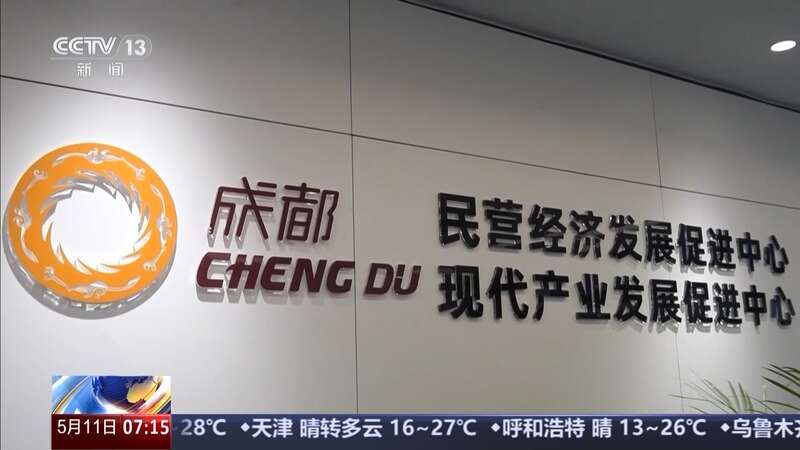 CCTV 13
新闻
成都
CHENG DU
民营经济发展促进中心
现代产业发展促进中心
5月11日 07:15
~28℃ ◆天津 晴转多云 16~27℃ ◆呼和浩特 晴 13~26℃ ◆乌鲁木齐